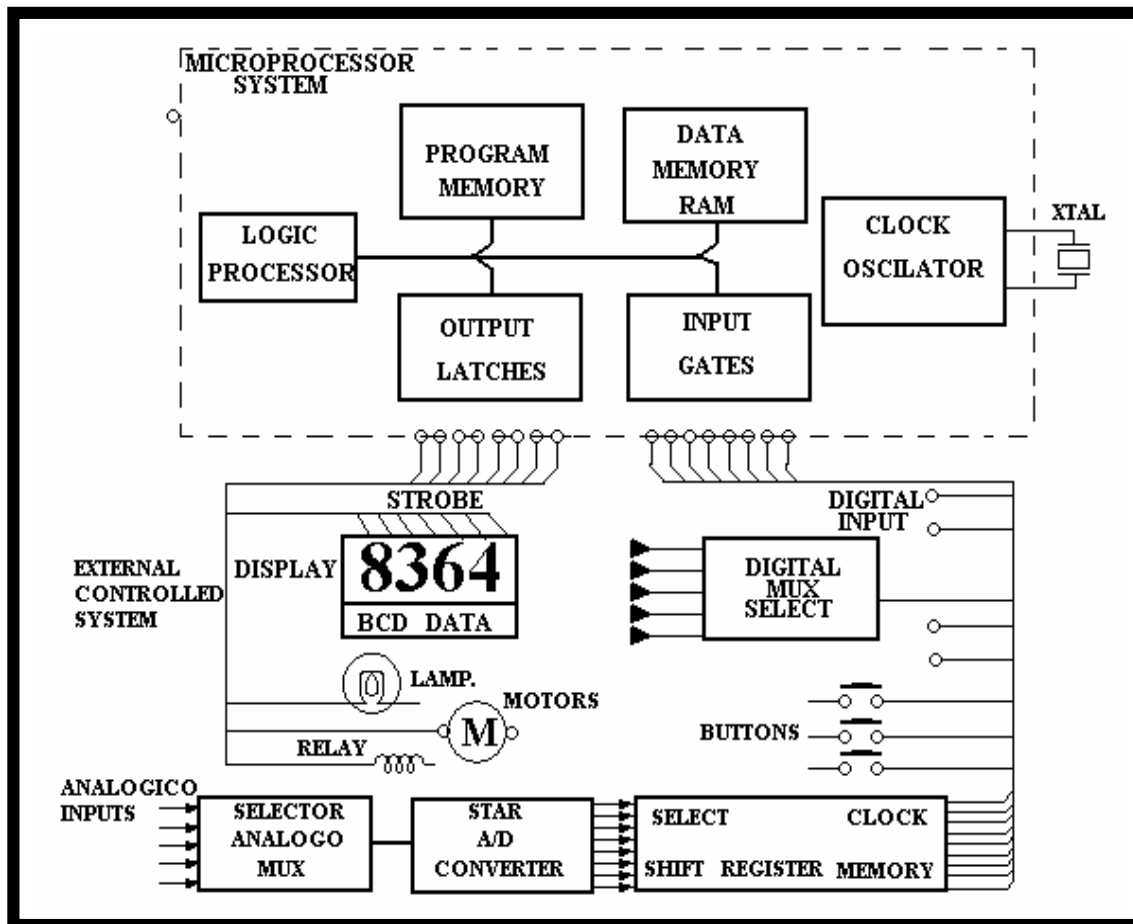 MICROPROCESSOR
SYSTEM
PROGRAM
MEMORY
DATA
MEMORY
RAM
LOGIC
PROCESSOR
CLOCK
OSCILATOR
XTAL
OUTPUT
LATCHES
INPUT
GATES
STROBE
DIGITAL
INPUT
EXTERNAL
CONTROLLED
SYSTEM
DISPLAY
8364
BCD DATA
DIGITAL
MUX
SELECT
LAMP.
MOTORS
M
RELAY
BUTTONS
ANALOGICO
INPUTS
SELECTOR
ANALOGO
MUX
STAR
A/D
CONVERTER
SELECT CLOCK
SHIFT REGISTER MEMORY